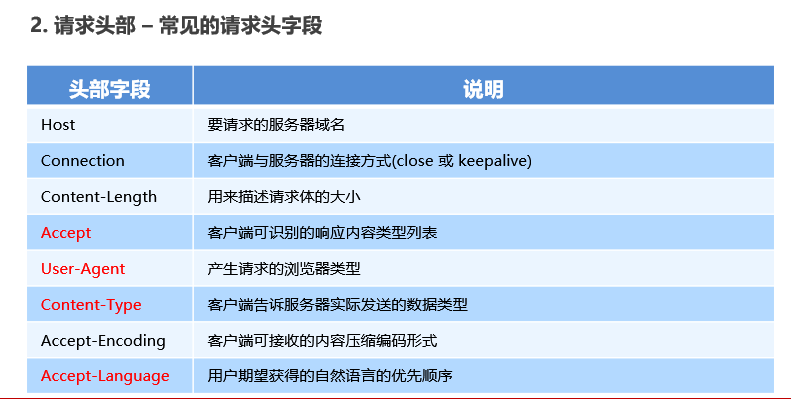 2. 请求头部 – 常见的请求头字段
头部字段 说明
Host 要请求的服务器域名
Connection 客户端与服务器的连接方式(close 或 keepalive)
Content-Length 用来描述请求体的大小
Accept 客户端可识别的响应内容类型列表
User-Agent 产生请求的浏览器类型
Content-Type 客户端告诉服务器实际发送的数据类型
Accept-Encoding 客户端可接收的内容压缩编码形式
Accept-Language 用户期望获得的自然语言的优先顺序